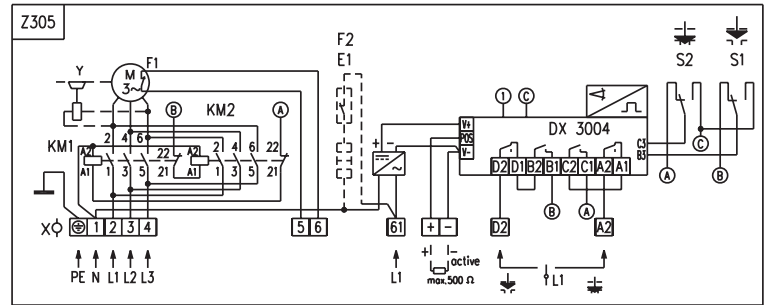 Z305
F2
E1
S2
S1
F1
Y
M
3~
B
KM2
A
1
C
DX 3004
V+
POS
V-
C3
B3
C
KM1
A2
A1
2
4
6
1
3
5
22
21
A2
A1
2
4
6
1
3
5
22
21
+
-
~
D2
D1
B2
B1
C2
C1
A2
A1
A
B
B
A
X
1
2
3
4
5
6
61
+
-
D2
A2
PE
N
L1
L2
L3
L1
+
-
active
max.500 Ω
L1